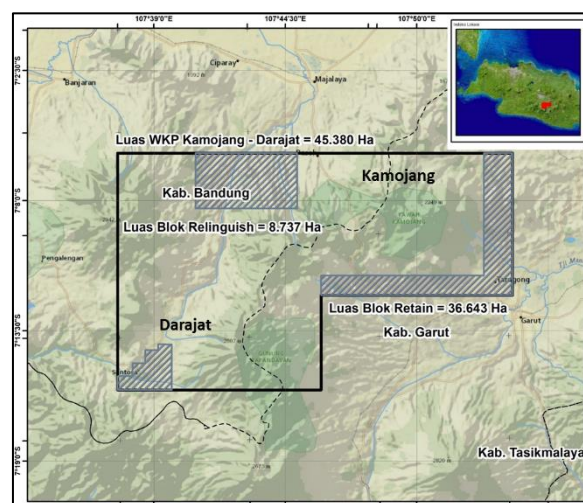 107°39'0"E
107°44'30"E
107°50'0"E
7°2'30"S
Ciparay
Banjaran
Majalaya
Luas WKP Kamojang - Darajat = 45.380 Ha
Kab. Bandung
Kamojang
7°8'0"S
Luas Blok Relinguish = 8.737 Ha
Pengalengan
Luas Blok Retain = 36.643 Ha
Garut
Kab. Garut
7°13'30"S
Darajat
Kab. Tasikmalaya
7°19'0"S